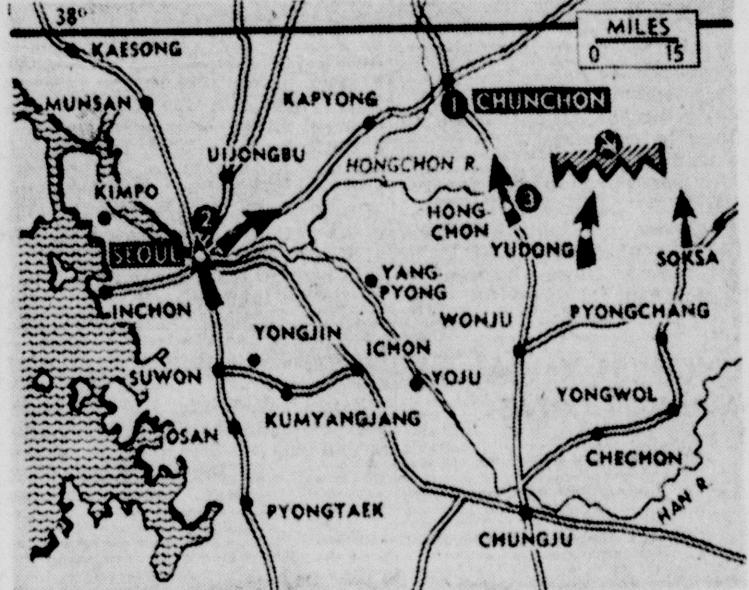 38°
MILES
0 15
KAESONG
MUNSAN
KAPYONG
1 CHUNCHON
UIJONGBU
HONGCHON R.
KIMPO
2
3
HONG-
CHON
SEOUL
YUDONG
SOKSA
INCHON
YANG-
PYONG
WONJU
PYONGCHANG
YONGJIN
ICHON
SUWON
YOJU
YONGWOL
KUMYANGJANG
OSAN
CHECHON
HAN R.
PYONGTAEK
CHUNGJU